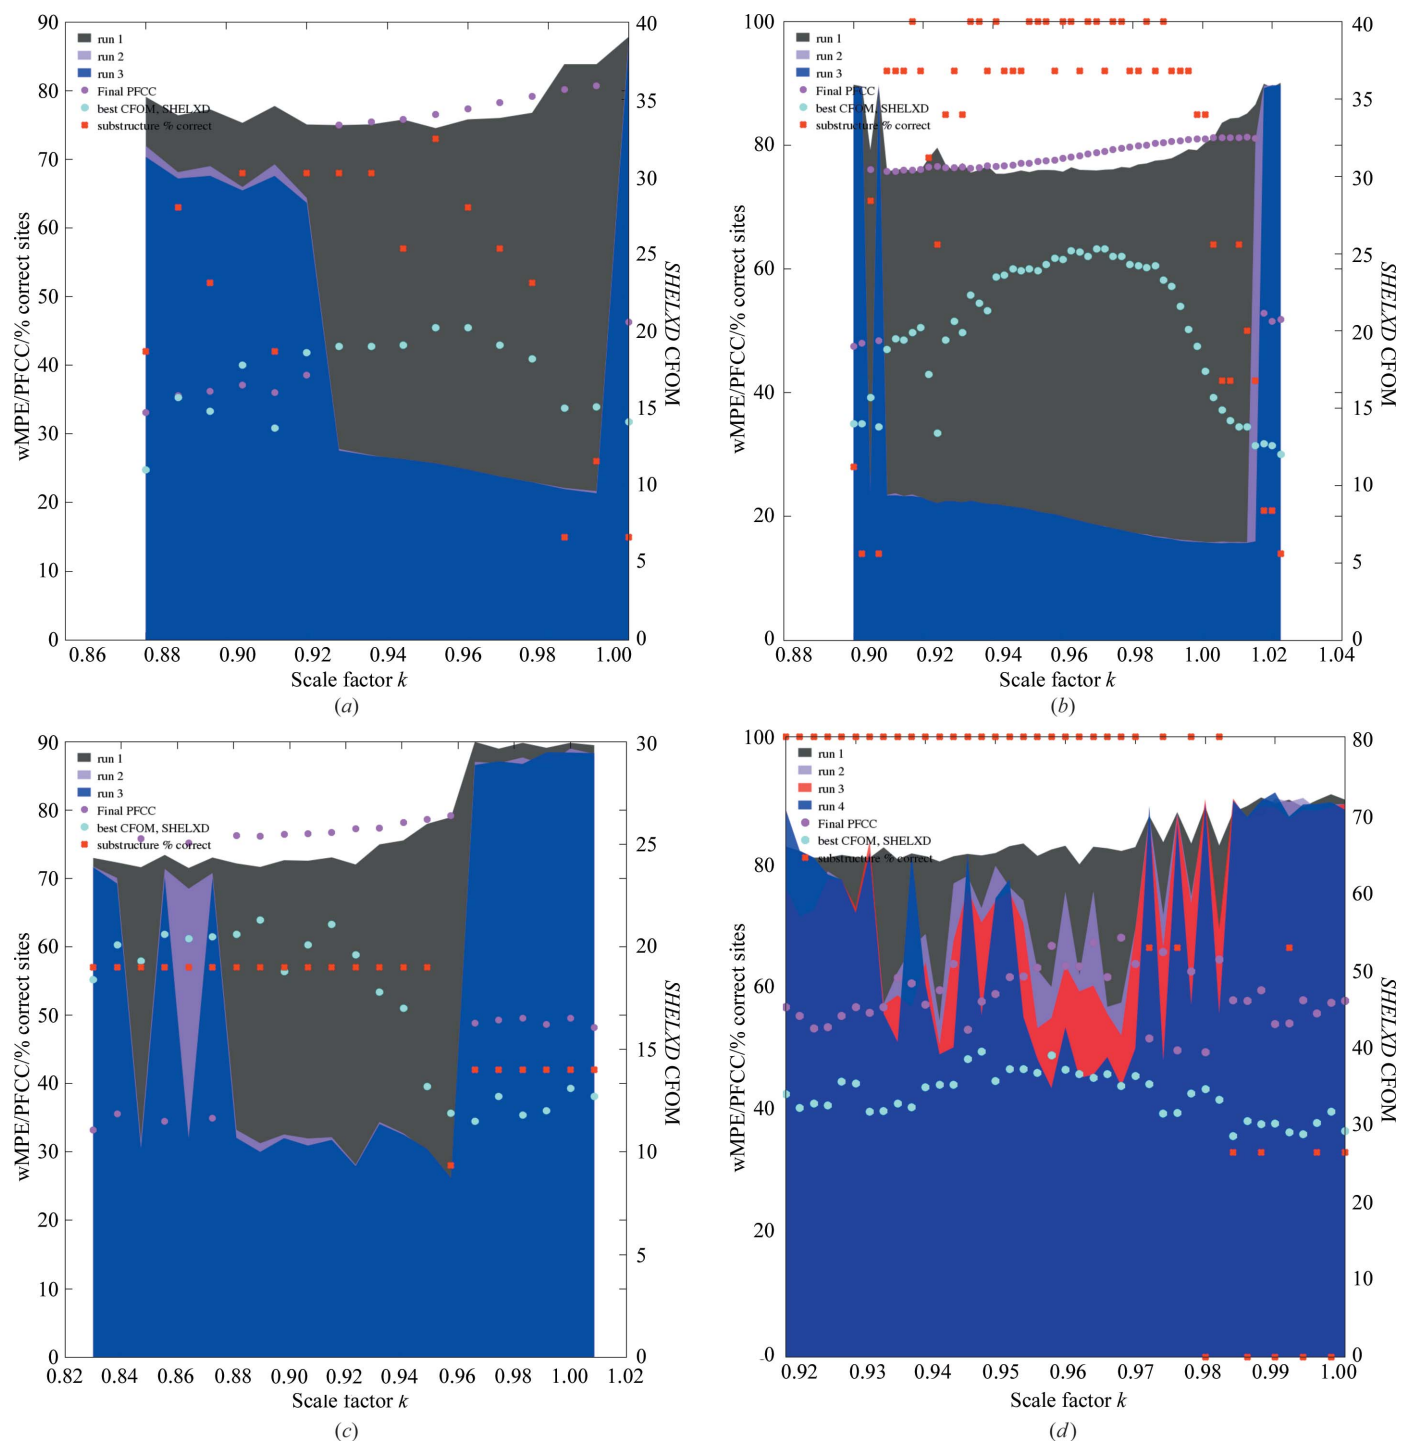 90
80
70
60
50
40
30
20
10
0
wMPE/PFCC/% correct sites
run 1
run 2
run 3
Final PFCC
best CFOM, SHELXD
substructure % correct
40
35
30
25
20
15
10
5
0
SHELXD CFOM
0.86 0.88 0.90 0.92 0.94 0.96 0.98 1.00
Scale factor k
(a)
100
80
60
40
20
0
wMPE/PFCC/% correct sites
run 1
run 2
run 3
Final PFCC
best CFOM, SHELXD
substructure % correct
40
35
30
25
20
15
10
5
0
SHELXD CFOM
0.88 0.90 0.92 0.94 0.96 0.98 1.00 1.02 1.04
Scale factor k
(b)
90
80
70
60
50
40
30
20
10
0
wMPE/PFCC/% correct sites
run 1
run 2
run 3
Final PFCC
best CFOM, SHELXD
substructure % correct
30
25
20
15
10
5
0
SHELXD CFOM
0.82 0.84 0.86 0.88 0.90 0.92 0.94 0.96 0.98 1.00 1.02
Scale factor k
(c)
100
80
60
40
20
0
wMPE/PFCC/% correct sites
run 1
run 2
run 3
run 4
Final PFCC
best CFOM, SHELXD
substructure % correct
80
70
60
50
40
30
20
10
0
SHELXD CFOM
0.92 0.93 0.94 0.95 0.96 0.97 0.98 0.99 1.00
Scale factor k
(d)